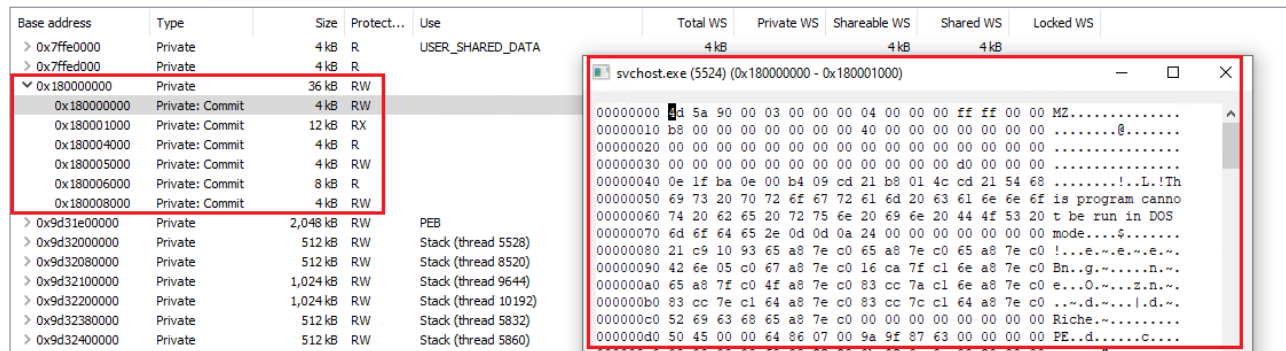 Base address Type Size Protect... Use Total WS Private WS Shareable WS Shared WS Locked WS
0x7ffe0000 Private 4 kB R USER_SHARED_DATA 4 kB 4 kB 4 kB
0x7ffed000 Private 4 kB R
0x180000000 Private 36 kB RW
0x180000000 Private: Commit 4 kB RW
0x180001000 Private: Commit 12 kB RX
0x180004000 Private: Commit 4 kB R
0x180005000 Private: Commit 4 kB RW
0x180006000 Private: Commit 8 kB R
0x180008000 Private: Commit 4 kB RW
0x9d31e00000 Private 2,048 kB RW PEB
0x9d32000000 Private 512 kB RW Stack (thread 5528)
0x9d32080000 Private 512 kB RW Stack (thread 8520)
0x9d32100000 Private 1,024 kB RW Stack (thread 9644)
0x9d32200000 Private 1,024 kB RW Stack (thread 10192)
0x9d32380000 Private 512 kB RW Stack (thread 5832)
0x9d32400000 Private 512 kB RW Stack (thread 5860)
svchost.exe (5524) (0x180000000 - 0x180001000)
00000000 4d 5a 90 00 03 00 00 00 04 00 00 00 ff ff 00 00 MZ..............
00000010 b8 00 00 00 00 00 00 00 40 00 00 00 00 00 00 00 ........@.......
00000020 00 00 00 00 00 00 00 00 00 00 00 00 00 00 00 00 ................
00000030 00 00 00 00 00 00 00 00 00 00 00 00 d0 00 00 00 ................
00000040 0e 1f ba 0e 00 b4 09 cd 21 b8 01 4c cd 21 54 68 ........!..L.!Th
00000050 69 73 20 70 72 6f 67 72 61 6d 20 63 61 6e 6e 6f is program canno
00000060 74 20 62 65 20 72 75 6e 20 69 6e 20 44 4f 53 20 t be run in DOS
00000070 6d 6f 64 65 2e 0d 0d 0a 24 00 00 00 00 00 00 00 mode....$.......
00000080 21 c9 10 93 65 a8 7e c0 65 a8 7e c0 65 a8 7e c0 !...e.~.e.~.e.~.
00000090 42 6e 05 c0 67 a8 7e c0 16 ca 7f c1 6e a8 7e c0 Bn..g.~.....n.~.
000000a0 65 a8 7f c0 4f a8 7e c0 83 cc 7a c1 6e a8 7e c0 e...O.~...z.n.~.
000000b0 83 cc 7e c1 64 a8 7e c0 83 cc 7c c1 64 a8 7e c0 ..~.d.~...|.d.~.
000000c0 52 69 63 68 65 a8 7e c0 00 00 00 00 00 00 00 00 Riche.~.........
000000d0 50 45 00 00 64 86 07 00 9a 9f 87 63 00 00 00 00 PE..d......c....